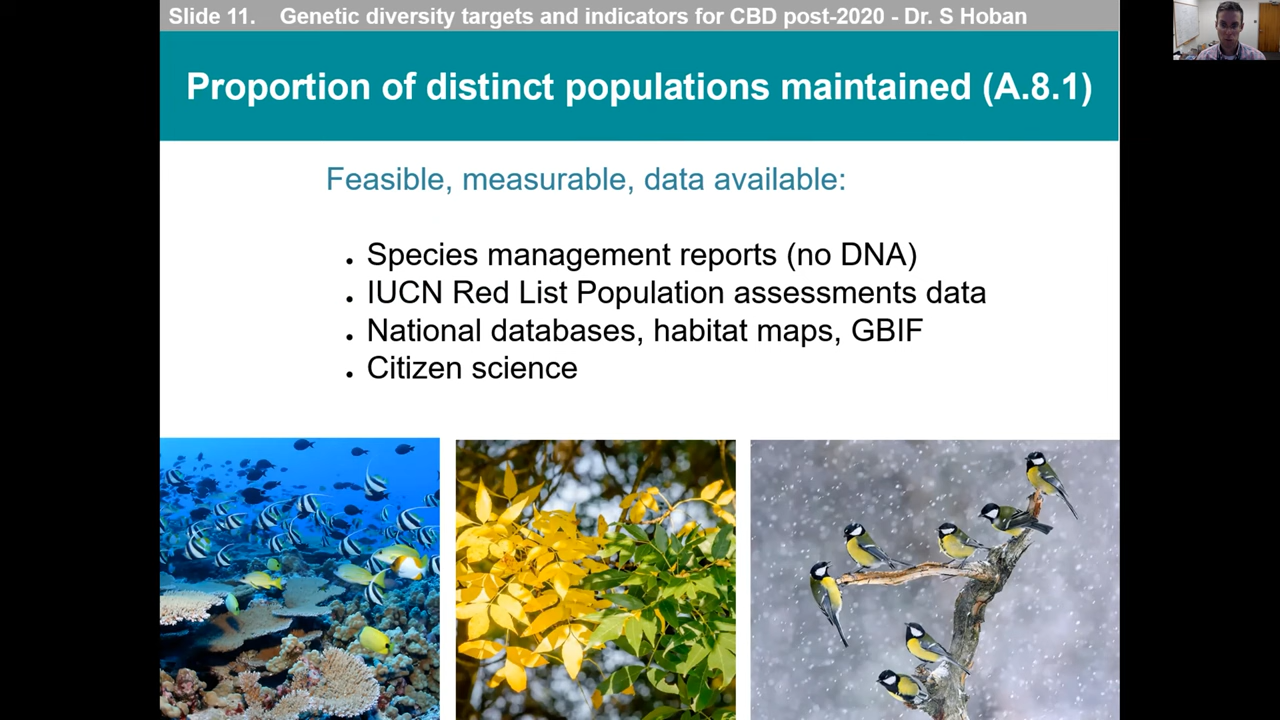 Slide 11. Genetic diversity targets and indicators for CBD post-2020 - Dr. S Hoban
Proportion of distinct populations maintained (A.8.1)
Feasible, measurable, data available:
• Species management reports (no DNA)
• IUCN Red List Population assessments data
• National databases, habitat maps, GBIF
• Citizen science